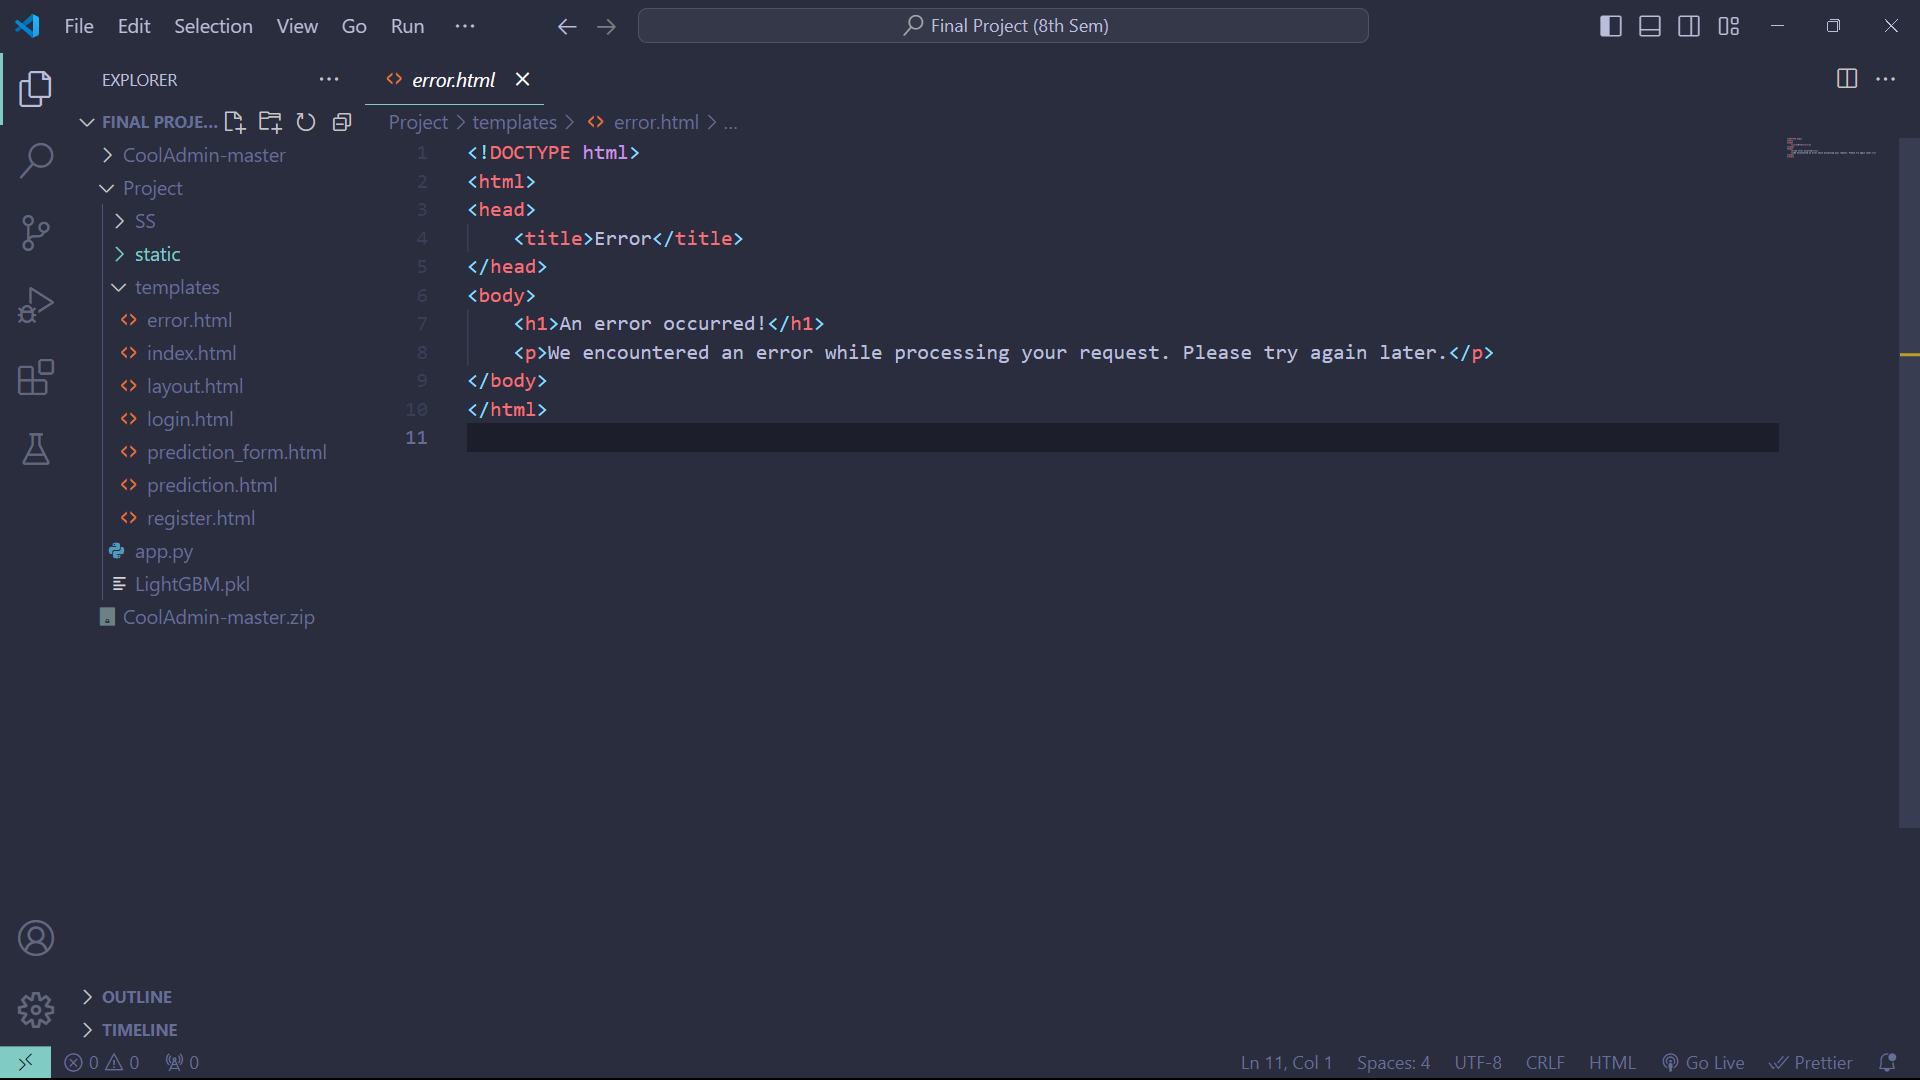 File Edit Selection View Go Run ···
Final Project (8th Sem)
EXPLORER
FINAL PROJE...
CoolAdmin-master
Project
SS
static
templates
error.html
index.html
layout.html
login.html
prediction_form.html
prediction.html
register.html
app.py
LightGBM.pkl
CoolAdmin-master.zip
OUTLINE
TIMELINE
error.html
Project > templates > error.html > ...
1 <!DOCTYPE html>
2 <html>
3 <head>
4 <title>Error</title>
5 </head>
6 <body>
7 <h1>An error occurred!</h1>
8 <p>We encountered an error while processing your request. Please try again later.</p>
9 </body>
10 </html>
11
0 0 0 Ln 11, Col 1 Spaces: 4 UTF-8 CRLF HTML Go Live Prettier